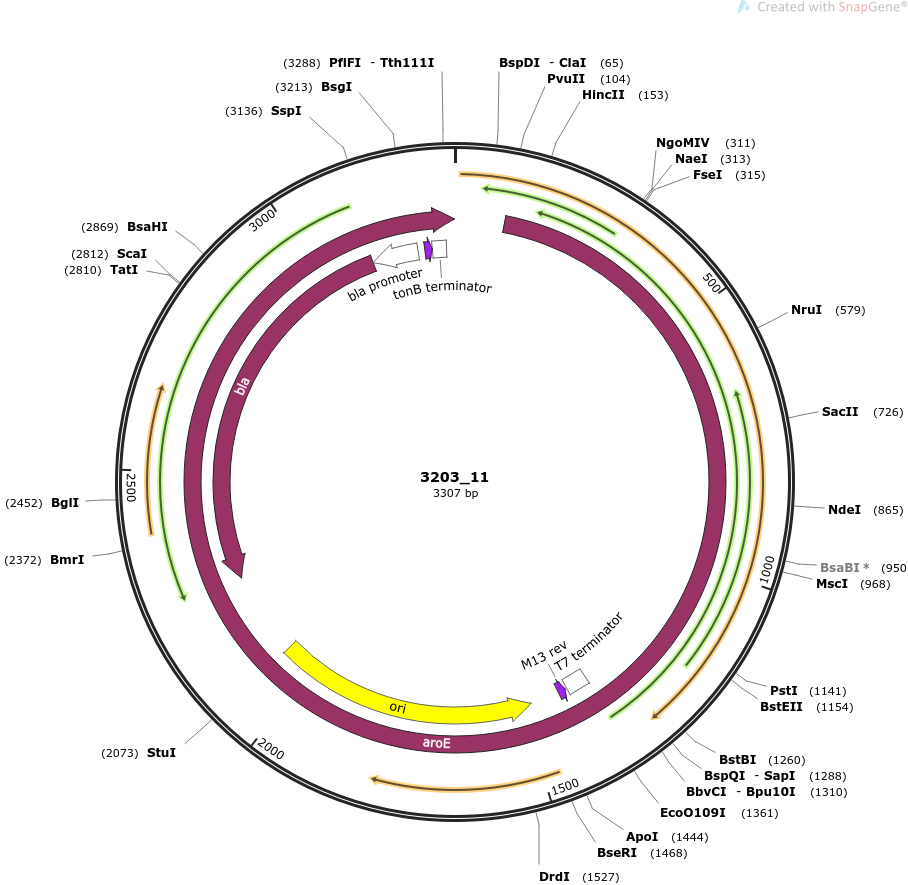 Created with SnapGene®
(3288) PflFI - Tth111I
(3213) BsgI
(3136) SspI
BspDI - ClaI (65)
PvuII (104)
HincII (153)
NgoMIV (311)
NaeI (313)
FseI (315)
(2869) BsaHI
(2812) ScaI
(2810) TatI
3000
500
bla promoter
tonB terminator
NruI (579)
bla
SacII (726)
3203_11
3307 bp
2500
(2452) BglI
(2372) BmrI
NdeI (865)
BsaBI * (950
MscI (968)
1000
M13 rev
T7 terminator
PstI (1141)
BstEII (1154)
ori
aroE
(2073) StuI
2000
1500
BstBI (1260)
BspQI - SapI (1288)
BbvCI - Bpu10I (1310)
EcoO109I (1361)
ApoI (1444)
BseRI (1468)
DrdI (1527)